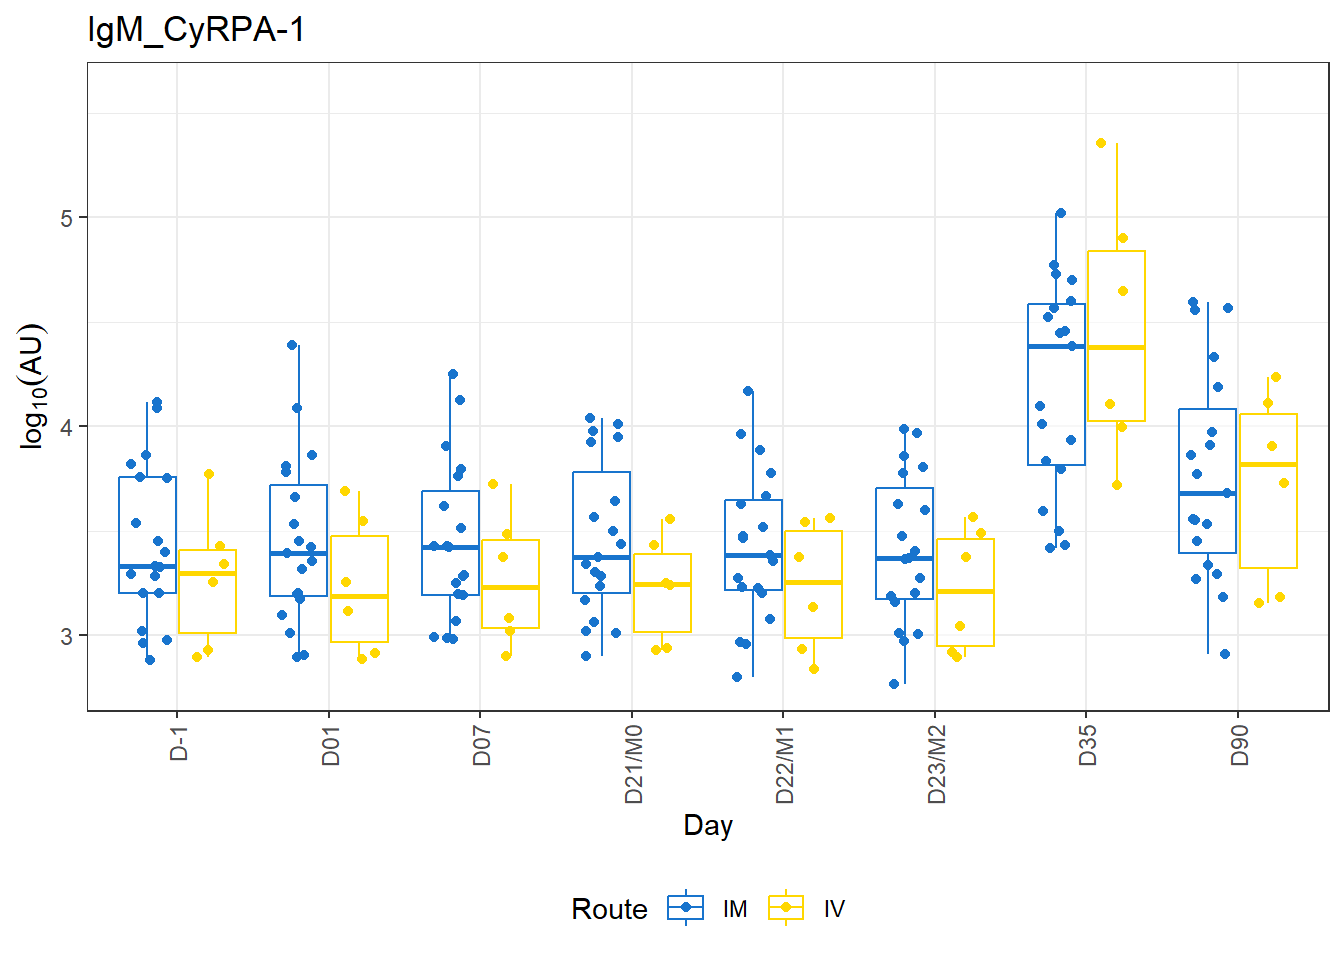 IgM_CyRPA-1
log₁₀(AU)
5
4
3
D-1 D01 D07 D21/M0 D22/M1 D23/M2 D35 D90
Day
Route IM IV